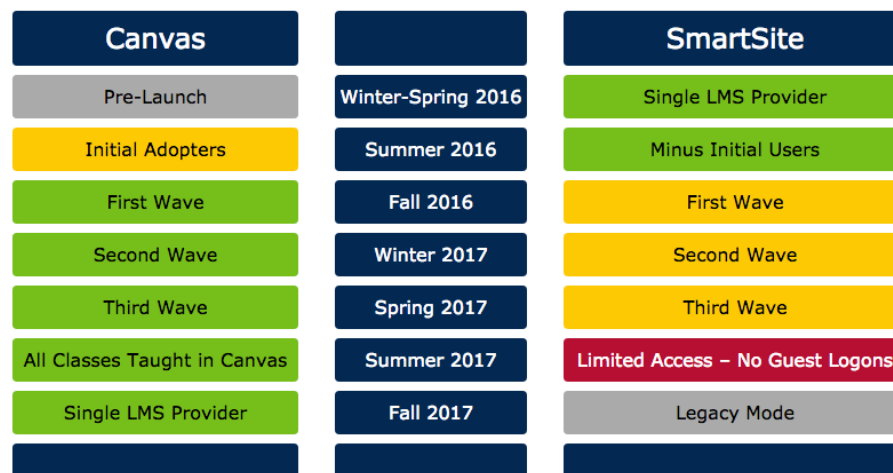 Canvas SmartSite
Pre-Launch Winter-Spring 2016 Single LMS Provider
Initial Adopters Summer 2016 Minus Initial Users
First Wave Fall 2016 First Wave
Second Wave Winter 2017 Second Wave
Third Wave Spring 2017 Third Wave
All Classes Taught in Canvas Summer 2017 Limited Access – No Guest Logons
Single LMS Provider Fall 2017 Legacy Mode